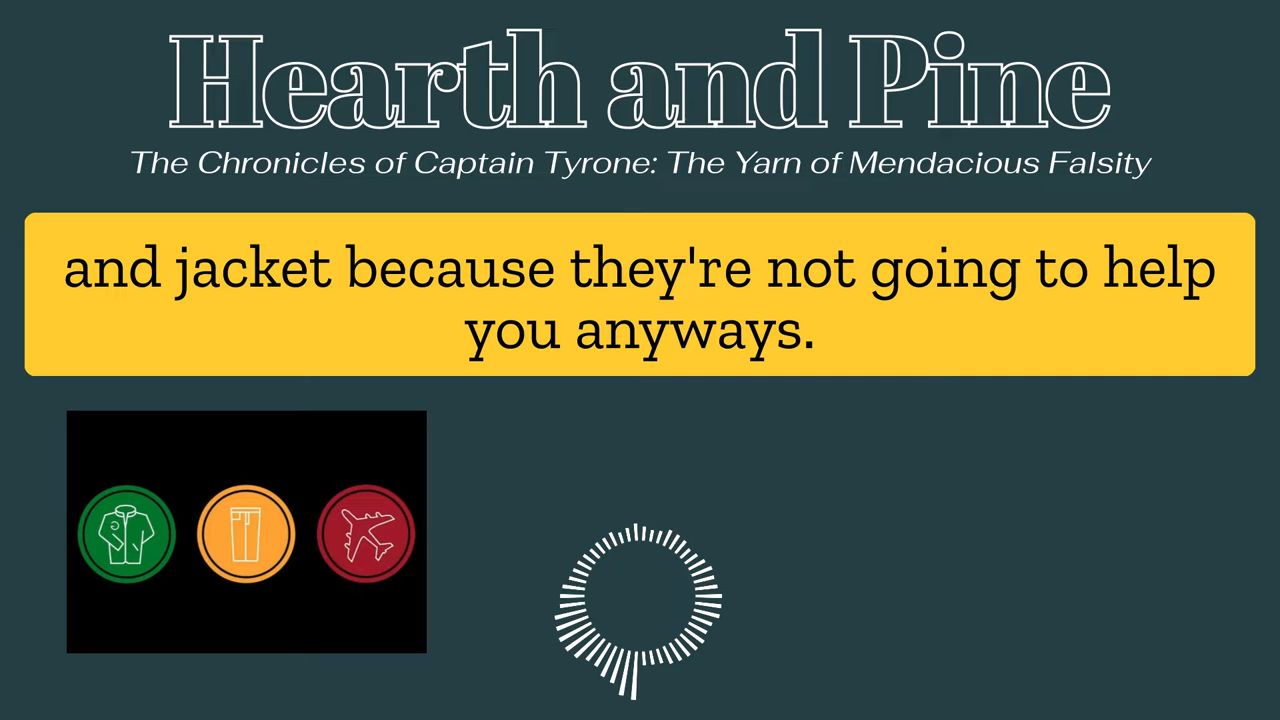 Hearth and Pine
The Chronicles of Captain Tyrone: The Yarn of Mendacious Falsity
and jacket because they're not going to help
you anyways.